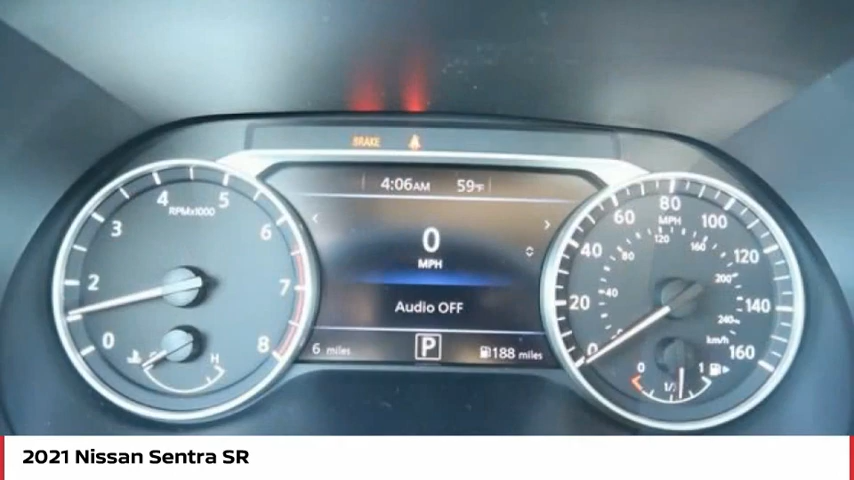 BRAKE
4:06AM 59°F
4 5
RPMx1000
3 6
2 7
0 8
H
0
MPH
Audio OFF
6 miles P 188 miles
60 80 100
MPH
120 160
40 80 120
200
20 40 140
240
km/h
0 160
0 1/2 1
2021 Nissan Sentra SR